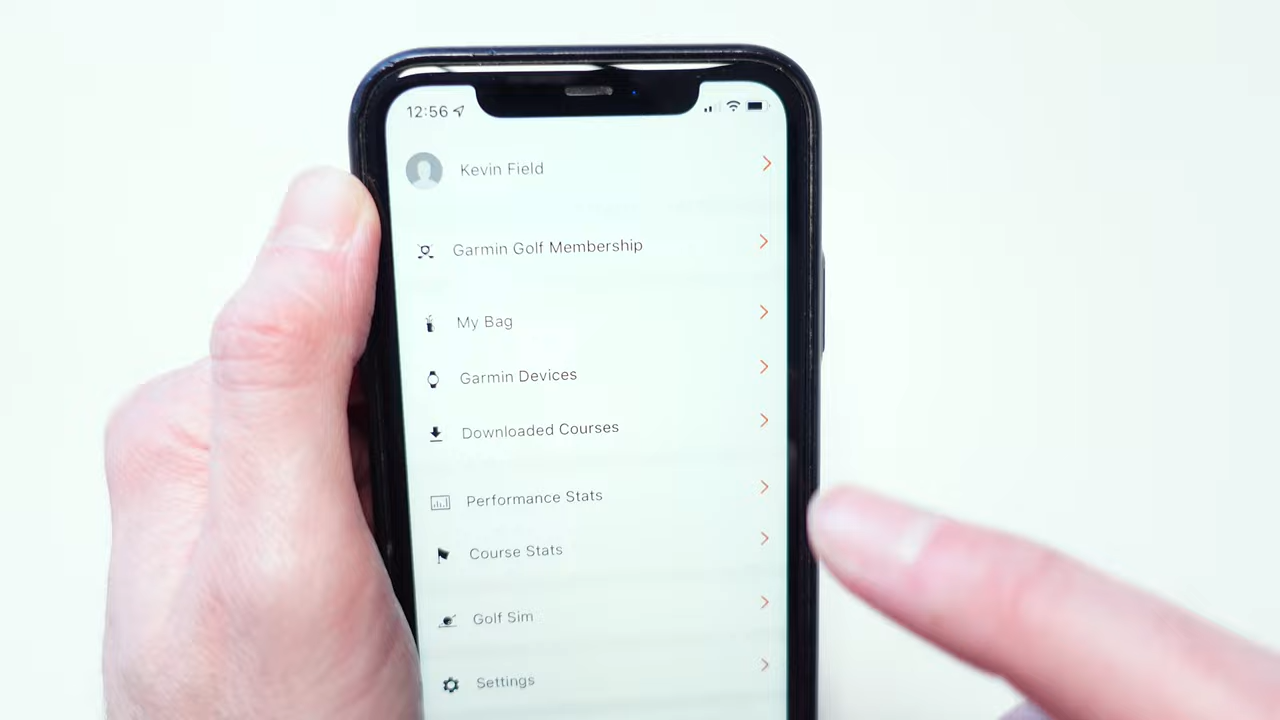 12:56
Kevin Field
Garmin Golf Membership
My Bag
Garmin Devices
Downloaded Courses
Performance Stats
Course Stats
Golf Sim
Settings